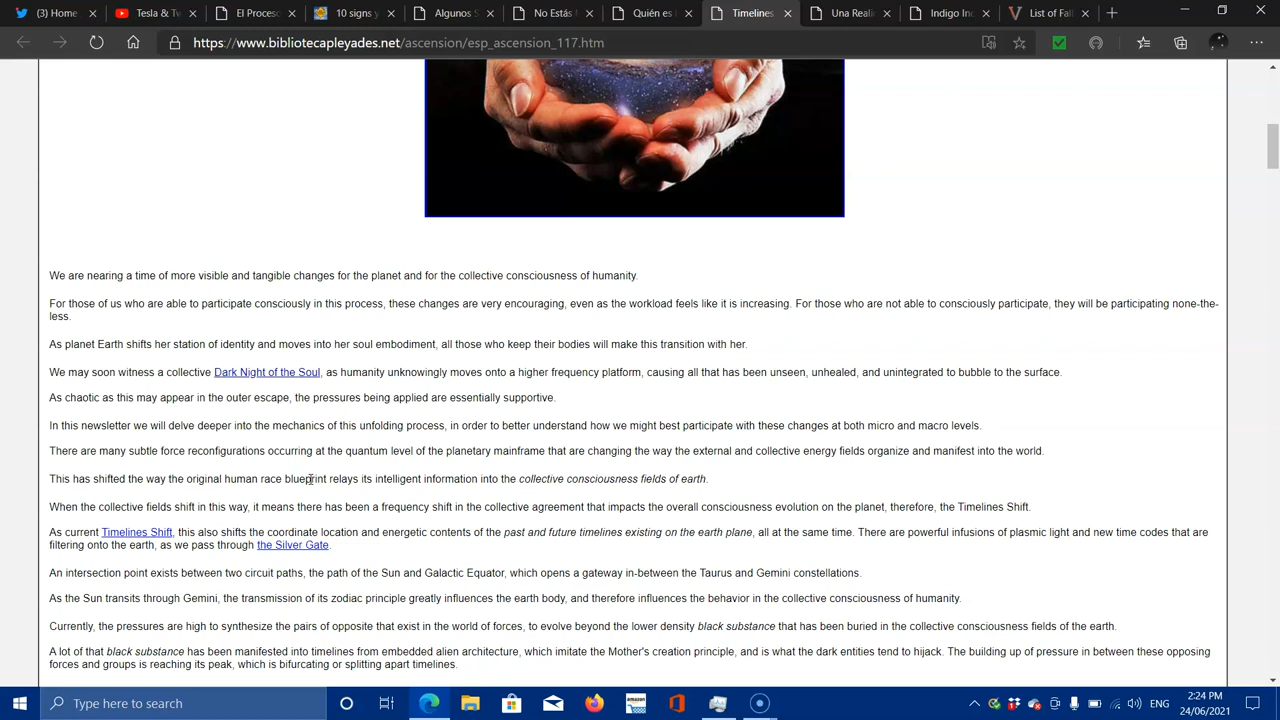 Tesla & Tw
El Proceso
10 signs y
Algunos S
No Estás
Quién es
Timelines
Una Reali
Indigo Inc
List of Fal
https://www.bibliotecapleyades.net/ascension/esp_ascension_117.htm
We are nearing a time of more visible and tangible changes for the planet and for the collective consciousness of humanity.
For those of us who are able to participate consciously in this process, these changes are very encouraging, even as the workload feels like it is increasing. For those who are not able to consciously participate, they will be participating none-the-
less.
As planet Earth shifts her station of identity and moves into her soul embodiment, all those who keep their bodies will make this transition with her.
We may soon witness a collective Dark Night of the Soul, as humanity unknowingly moves onto a higher frequency platform, causing all that has been unseen, unhealed, and unintegrated to bubble to the surface.
As chaotic as this may appear in the outer escape, the pressures being applied are essentially supportive.
In this newsletter we will delve deeper into the mechanics of this unfolding process, in order to better understand how we might best participate with these changes at both micro and macro levels.
There are many subtle force reconfigurations occurring at the quantum level of the planetary mainframe that are changing the way the external and collective energy fields organize and manifest into the world.
This has shifted the way the original human race blueprint relays its intelligent information into the collective consciousness fields of earth.
When the collective fields shift in this way, it means there has been a frequency shift in the collective agreement that impacts the overall consciousness evolution on the planet, therefore, the Timelines Shift.
As current Timelines Shift, this also shifts the coordinate location and energetic contents of the past and future timelines existing on the earth plane, all at the same time. There are powerful infusions of plasmic light and new time codes that are
filtering onto the earth, as we pass through the Silver Gate.
An intersection point exists between two circuit paths, the path of the Sun and Galactic Equator, which opens a gateway in-between the Taurus and Gemini constellations.
As the Sun transits through Gemini, the transmission of its zodiac principle greatly influences the earth body, and therefore influences the behavior in the collective consciousness of humanity.
Currently, the pressures are high to synthesize the pairs of opposite that exist in the world of forces, to evolve beyond the lower density black substance that has been buried in the collective consciousness fields of the earth.
A lot of that black substance has been manifested into timelines from embedded alien architecture, which imitate the Mother's creation principle, and is what the dark entities tend to hijack. The building up of pressure in between these opposing
forces and groups is reaching its peak, which is bifurcating or splitting apart timelines.
Type here to search
amazon
ENG
2:24 PM
24/06/2021